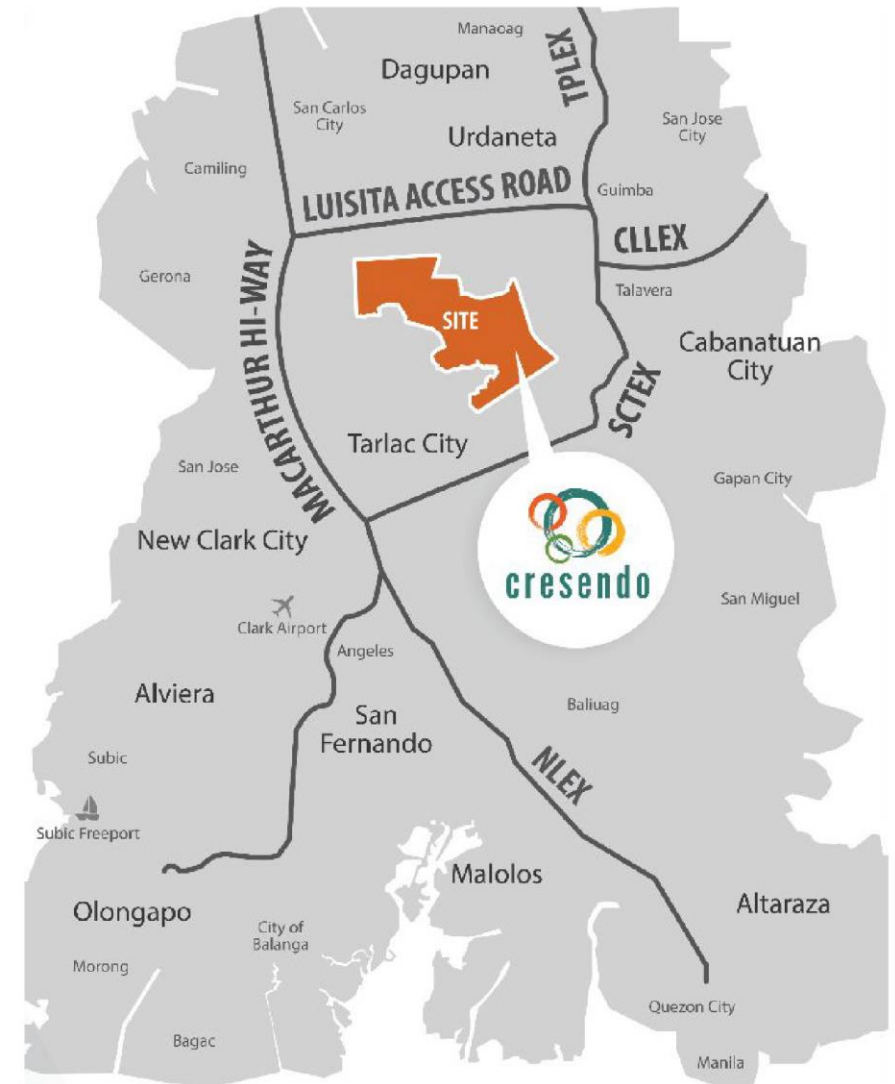 Manaoag
Dagupan
TPLEX
San Carlos
City
Urdaneta
San Jose
City
Camiling
LUISITA ACCESS ROAD
Guimba
CLLEX
Gerona
Talavera
MACARTHUR HI-WAY
SITE
Cabanatuan
City
SCTEX
Tarlac City
San Jose
Gapan City
New Clark City
cresendo
San Miguel
Clark Airport
Angeles
Alviera
Baliuag
San
Fernando
Subic
NLEX
Subic Freeport
Malolos
Altaraza
Olongapo
City of
Balanga
Morong
Quezon City
Bagac
Manila